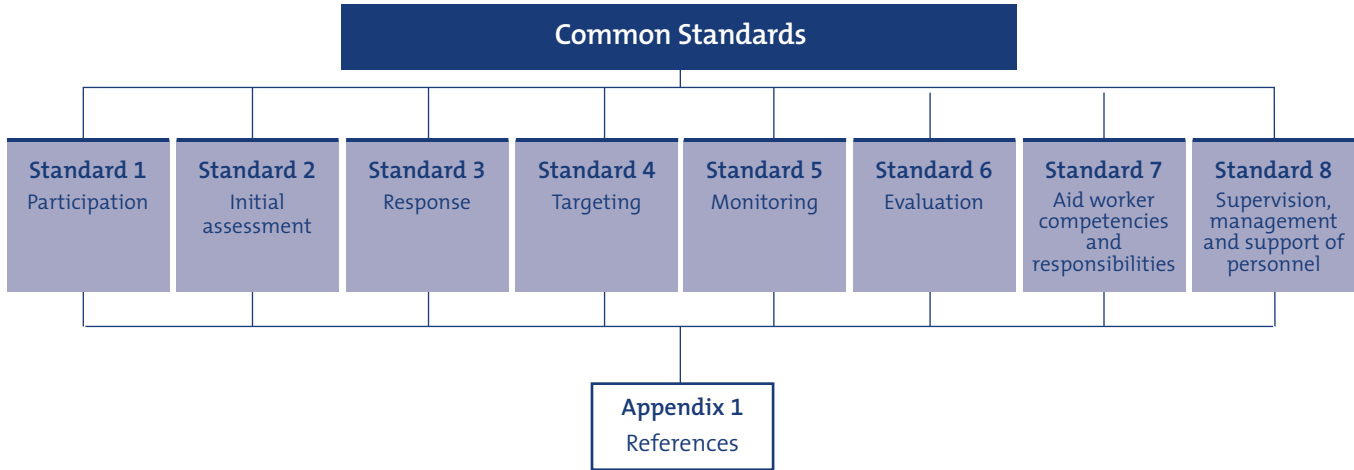 Common Standards
Standard 1
Participation
Standard 2
Initial
assessment
Standard 3
Response
Standard 4
Targeting
Standard 5
Monitoring
Standard 6
Evaluation
Standard 7
Aid worker
competencies
and
responsibilities
Standard 8
Supervision,
management
and support of
personnel
Appendix 1
References